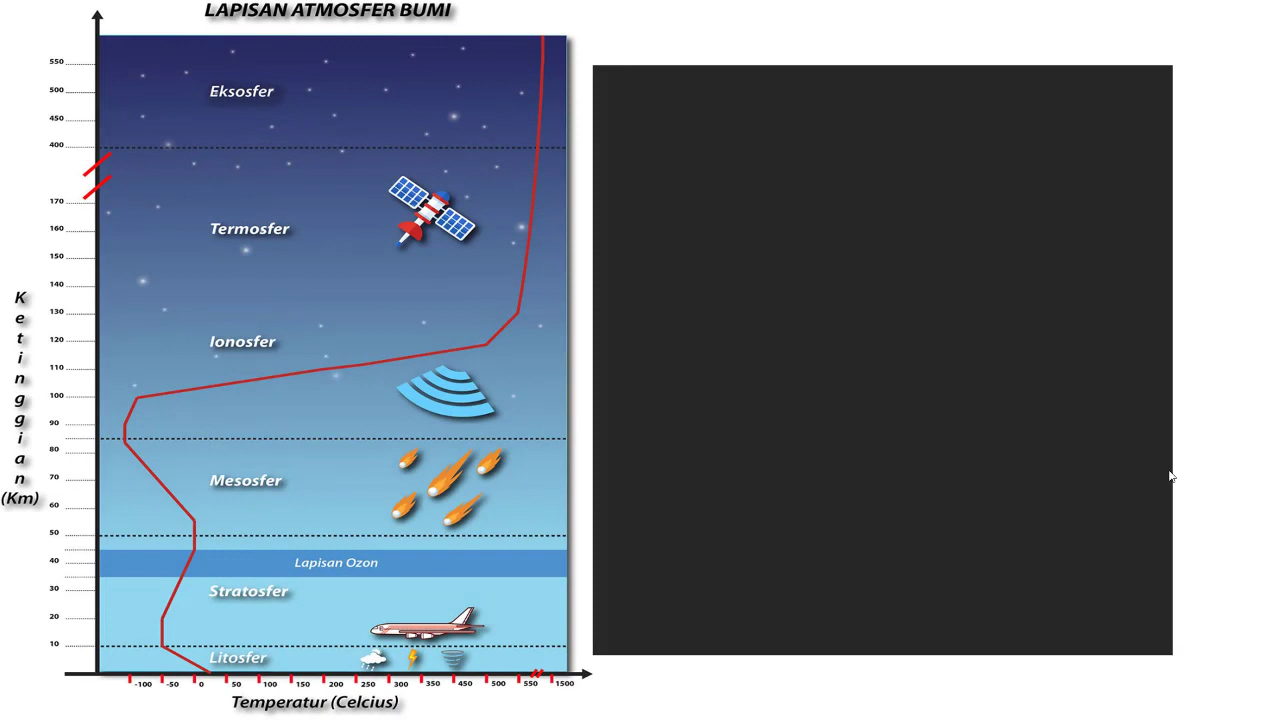 LAPISAN ATMOSFER BUMI
550
500
450
400
170
160
150
140
130
120
110
100
90
80
70
60
50
40
30
20
10
Ketinggian
(Km)
Eksosfer
Termosfer
Ionosfer
Mesosfer
Lapisan Ozon
Stratosfer
Litosfer
-100 -50 0 50 100 150 200 250 300 350 450 500 550 1500
Temperatur (Celcius)